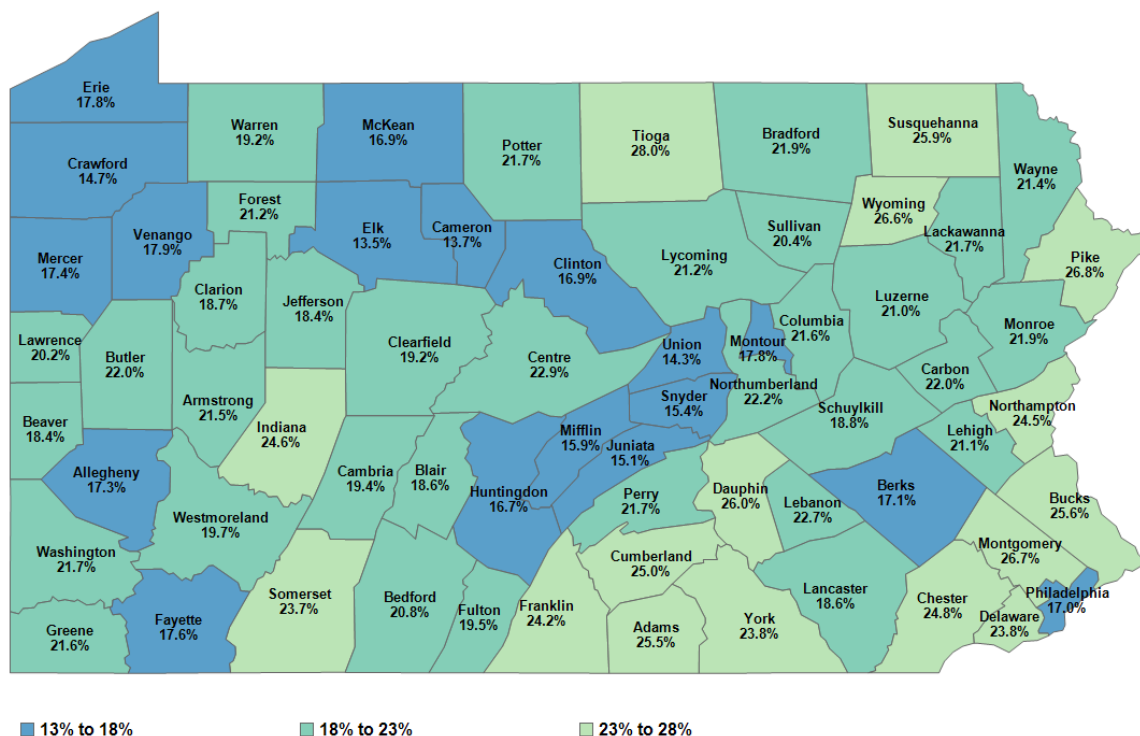 Erie
17.8%
Warren
19.2%
McKean
16.9%
Potter
21.7%
Tioga
28.0%
Bradford
21.9%
Susquehanna
25.9%
Wayne
21.4%
Crawford
14.7%
Forest
21.2%
Wyoming
26.6%
Lackawanna
21.7%
Pike
26.8%
Mercer
17.4%
Venango
17.9%
Elk
13.5%
Cameron
13.7%
Clinton
16.9%
Lycoming
21.2%
Sullivan
20.4%
Clarion
18.7%
Jefferson
18.4%
Luzerne
21.0%
Columbia
21.6%
Monroe
21.9%
Lawrence
20.2%
Butler
22.0%
Clearfield
19.2%
Centre
22.9%
Union
14.3%
Montour
17.8%
Carbon
22.0%
Armstrong
21.5%
Snyder
15.4%
Northumberland
22.2%
Schuylkill
18.8%
Northampton
24.5%
Beaver
18.4%
Indiana
24.6%
Mifflin
15.9%
Juniata
15.1%
Lehigh
21.1%
Allegheny
17.3%
Cambria
19.4%
Blair
18.6%
Huntingdon
16.7%
Perry
21.7%
Dauphin
26.0%
Lebanon
22.7%
Berks
17.1%
Bucks
25.6%
Westmoreland
19.7%
Washington
21.7%
Cumberland
25.0%
Montgomery
26.7%
Somerset
23.7%
Bedford
20.8%
Fulton
19.5%
Franklin
24.2%
Lancaster
18.6%
Chester
24.8%
Philadelphia
17.0%
Greene
21.6%
Fayette
17.6%
Adams
25.5%
York
23.8%
Delaware
23.8%
13% to 18%
18% to 23%
23% to 28%